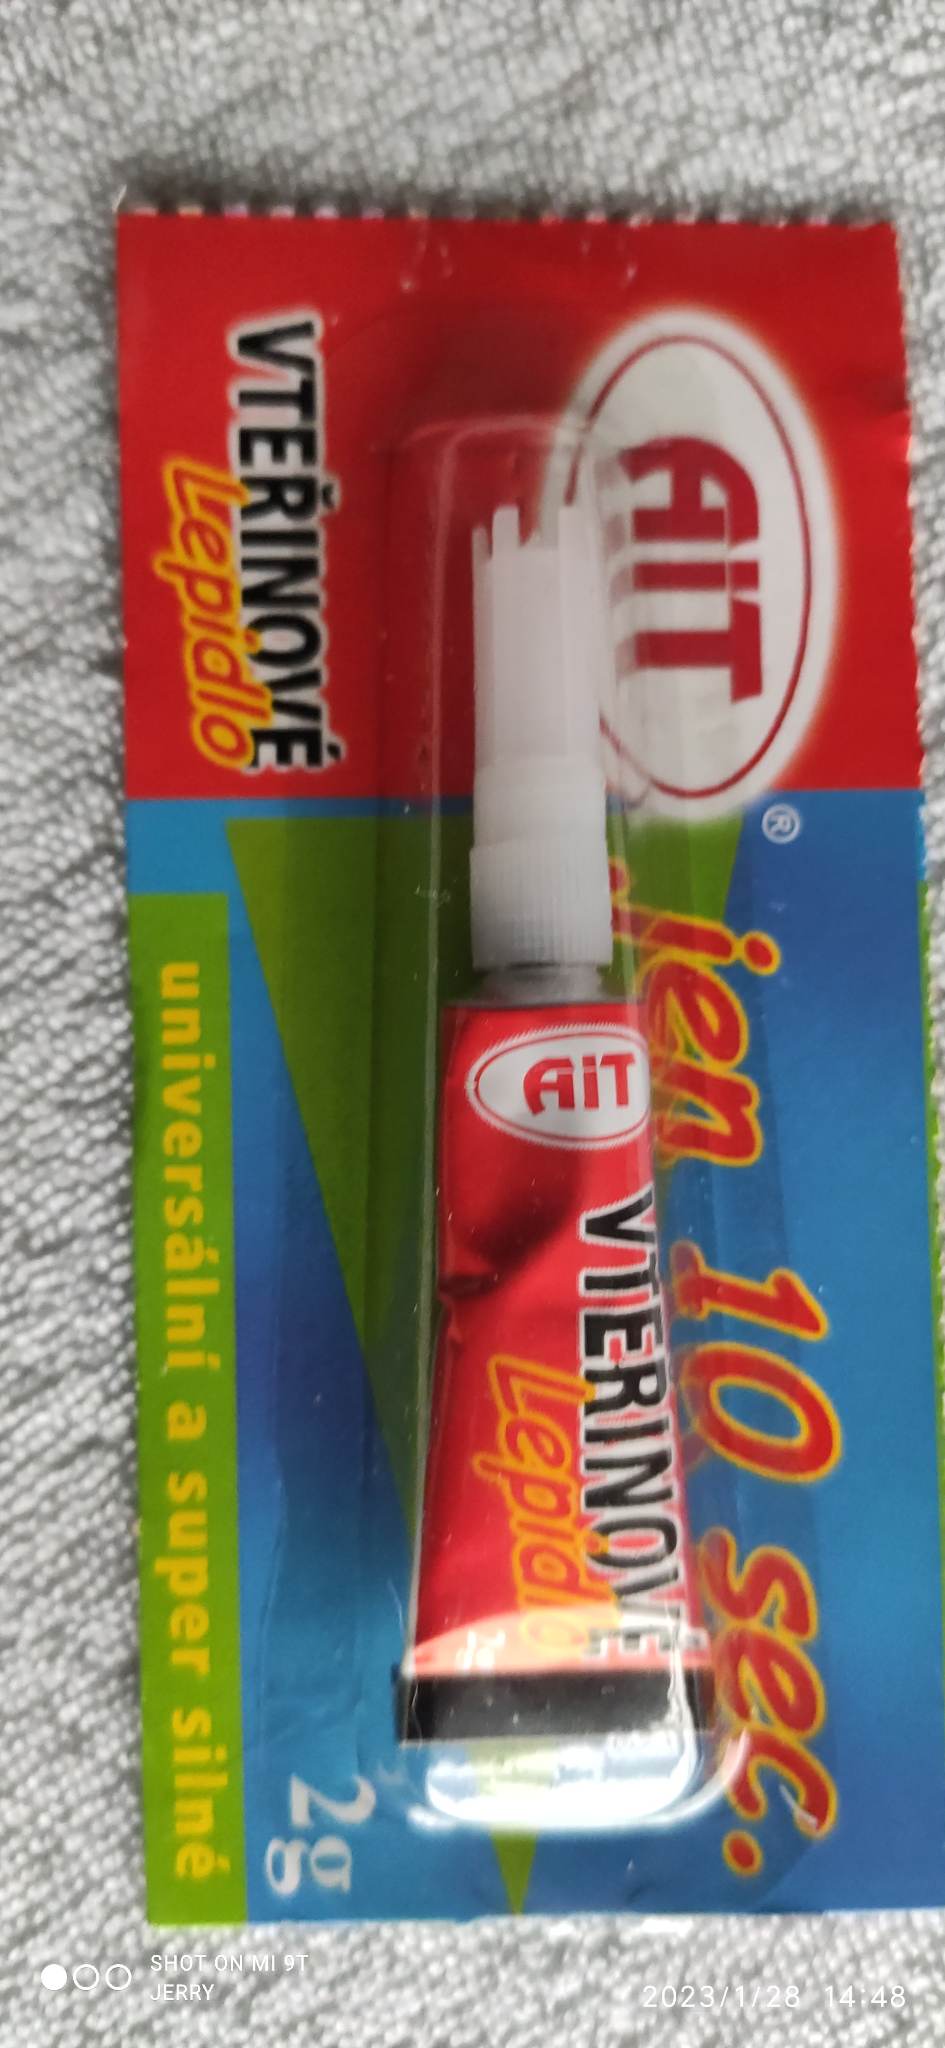 AiT
®
VTEŘINOVÉ
Lepidlo
jen 10 sec.
AiT
VTEŘINOVÉ
Lepidlo
2g
univerzální a super silné
SHOT ON MI 9T
JERRY
2023/1/28 14:48